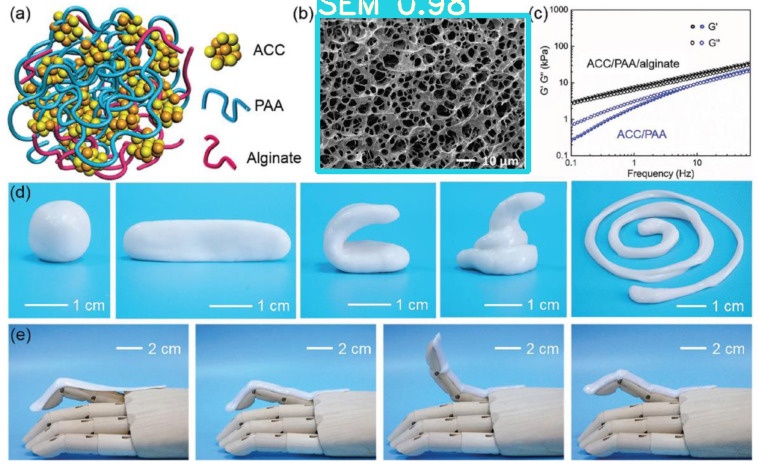 (a)
ACC
PAA
Alginate
(b)
SEM 0.98
10 μm
(c)
1000
100
10
1
0.1
G' G'' (kPa)
G'
G''
ACC/PAA/alginate
ACC/PAA
0.1
1
10
Frequency (Hz)
(d)
1 cm
1 cm
1 cm
1 cm
1 cm
(e)
2 cm
2 cm
2 cm
2 cm